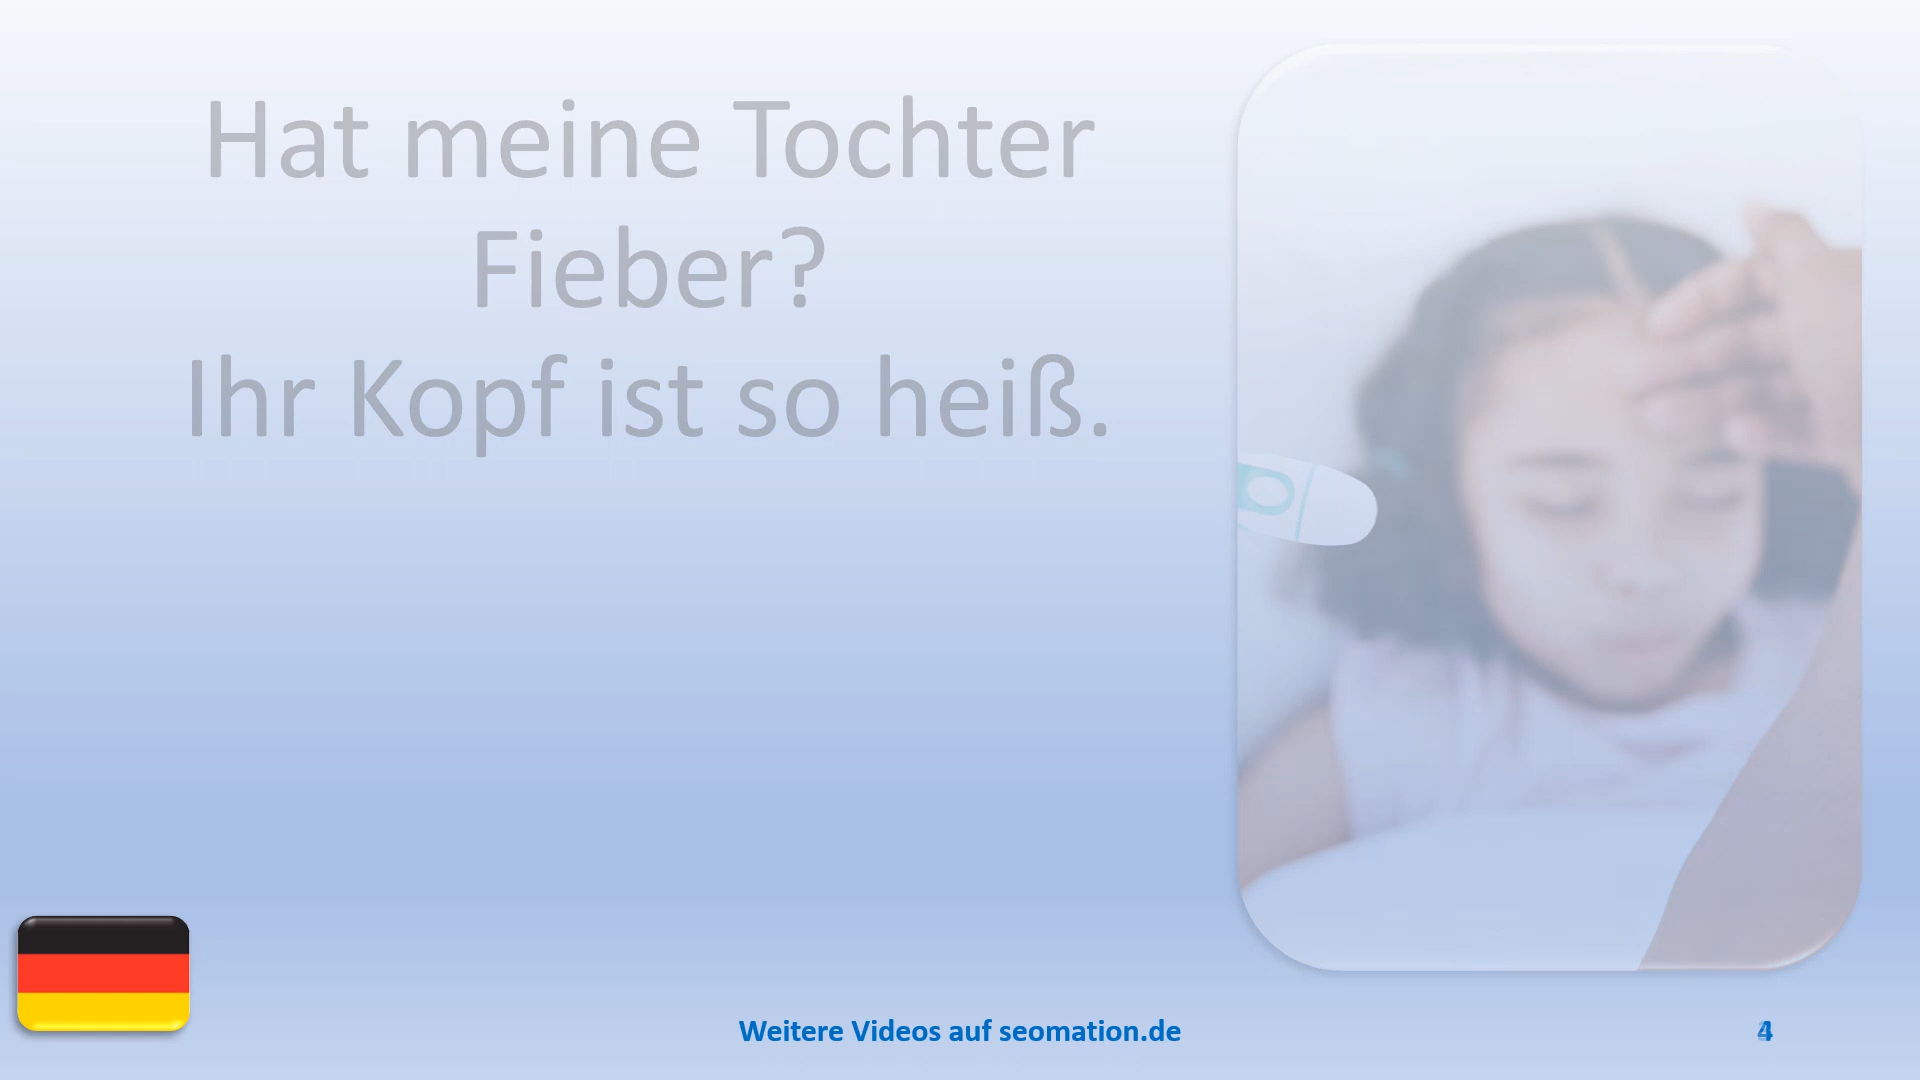 Hat meine Tochter
Fieber?
Ihr Kopf ist so heiß.
Weitere Videos auf seomation.de
4